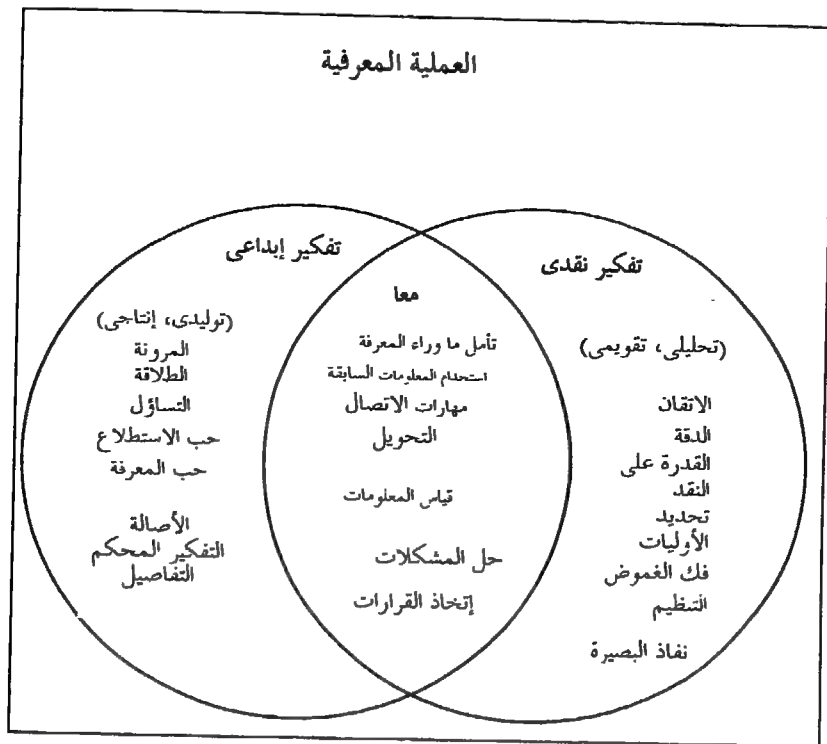 العملية المعرفية
تفكير نقدى
(تحليلى، تقويمى)
الاتقان
الدقة
القدرة على
النقد
تحديد
الأوليات
فك الغموض
التنظيم
نفاذ البصيرة
معا
تأمل ما وراء المعرفة
استخدام المعلومات السابقة
مهارات الاتصال
التحويل
قياس المعلومات
حل المشكلات
إتخاذ القرارات
تفكير إبداعى
(توليدى، إنتاجى)
المرونة
الطلاقة
التساؤل
حب الاستطلاع
حب المعرفة
الأصالة
التفكير المحكم
التفاصيل